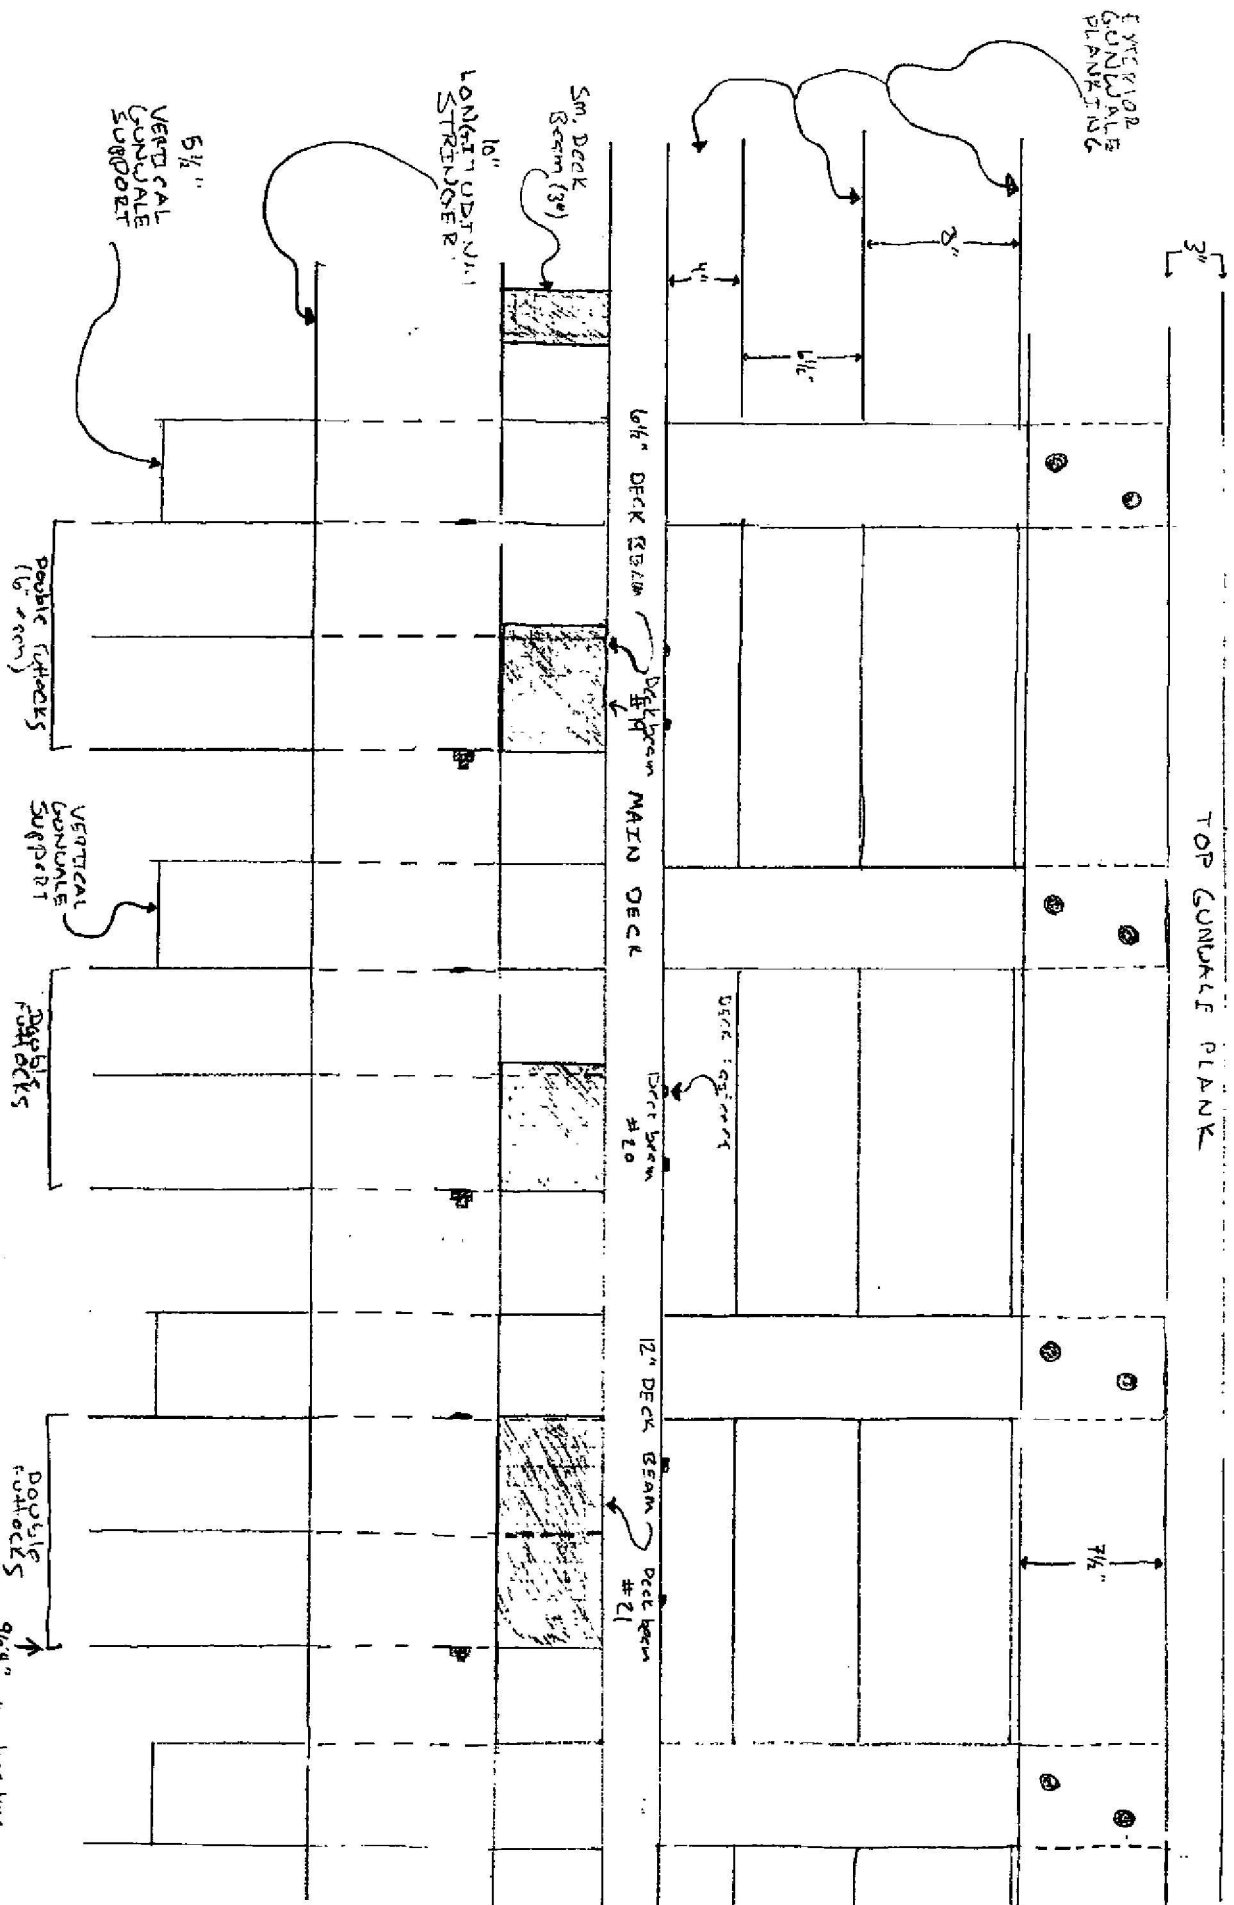 EXTERIOR
GUNWALE
PLANKING
3"
TOP GUNWALE PLANK
8"
6½"
4"
7½"
Sm. Deck
Beam (3")
10"
LONGITUDINAL
STRINGER
5½"
VERTICAL
GUNWALE
SUPPORT
6½" DECK BEAM
Deck beam
#19
MAIN DECK
Deck beam
#20
12" DECK BEAM
Deck beam
#21
Double Futtocks
VERTICAL
GUNWALE
SUPPORT
Double
Futtocks
Double
Futtocks